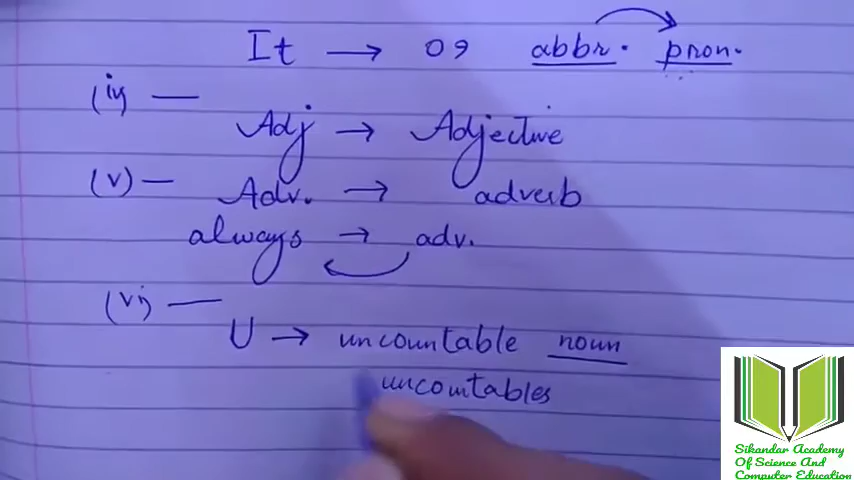 It → 09 abbr. pron.
(iv) —
Adj → Adjective
(v) — Adv. → adverb
always → adv.
(vi) —
U → uncountable noun
uncountables
Sikandar Academy
Of Science And
Computer Education